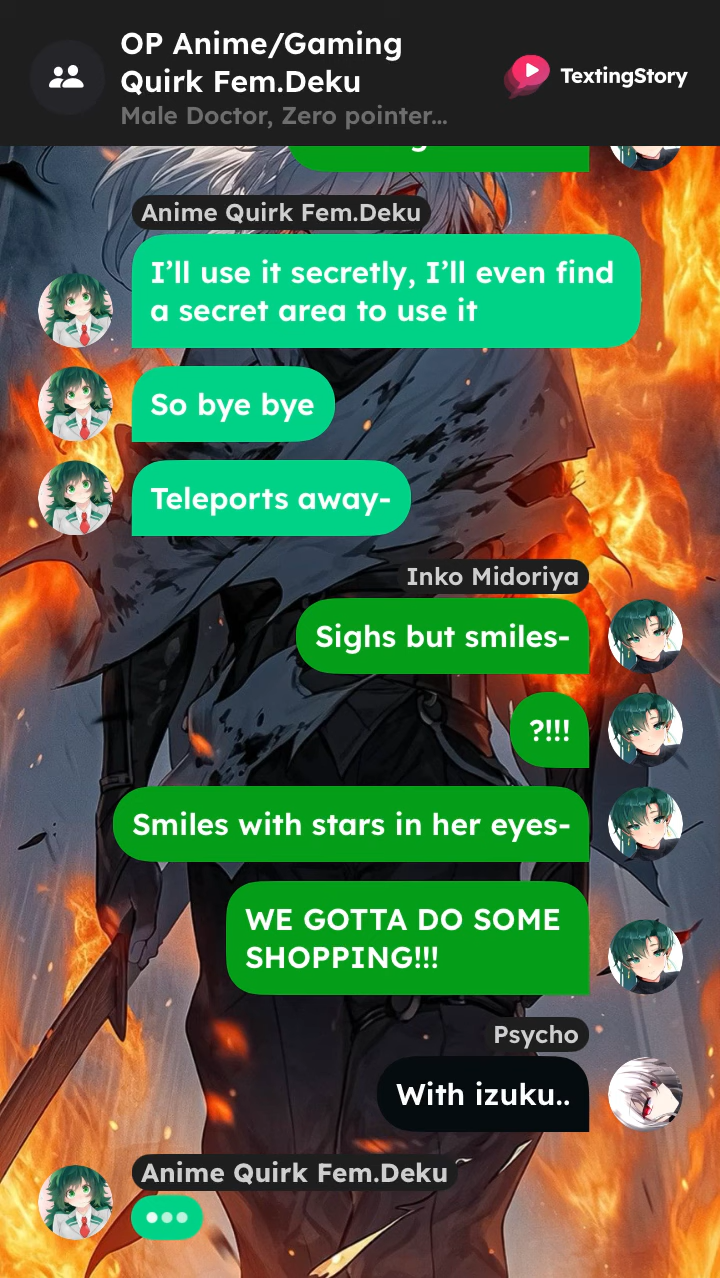 OP Anime/Gaming
Quirk Fem.Deku
Male Doctor, Zero pointer...
TextingStory
Anime Quirk Fem.Deku
I’ll use it secretly, I’ll even find
a secret area to use it
So bye bye
Teleports away-
Inko Midoriya
Sighs but smiles-
?!!!
Smiles with stars in her eyes-
WE GOTTA DO SOME
SHOPPING!!!
Psycho
With izuku..
Anime Quirk Fem.Deku